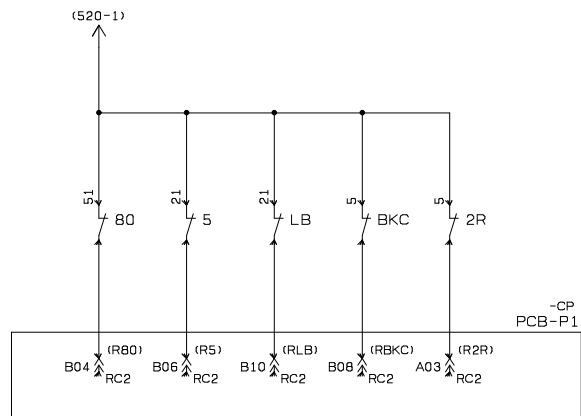 (520-1)
51 21 21 5 5
80 5 LB BKC 2R
-CP
PCB-P1
(R80) (R5) (RLB) (RBKC) (R2R)
B04 B06 B10 B08 A03
RC2 RC2 RC2 RC2 RC2